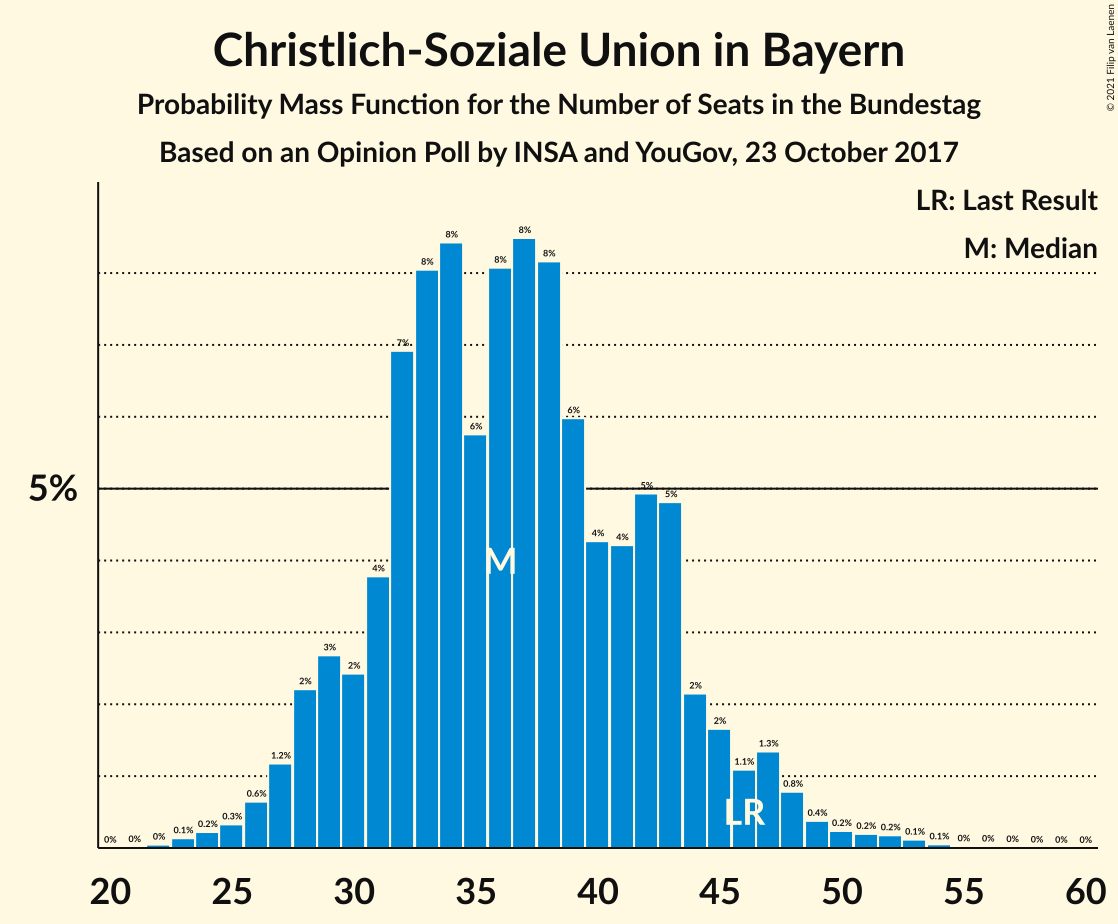 Christlich-Soziale Union in Bayern
Probability Mass Function for the Number of Seats in the Bundestag
Based on an Opinion Poll by INSA and YouGov, 23 October 2017
© 2021 Filip van Laenen
LR: Last Result
M: Median
5%
0% 0% 0% 0.1% 0.2% 0.3% 0.6% 1.2% 2% 3% 2% 4% 7% 8% 8% 6% 8% 8% 8% 6% 4% 4% 5% 5% 2% 2% 1.1% 1.3% 0.8% 0.4% 0.2% 0.2% 0.2% 0.1% 0.1% 0% 0% 0% 0% 0% 0%
M
LR
20 25 30 35 40 45 50 55 60